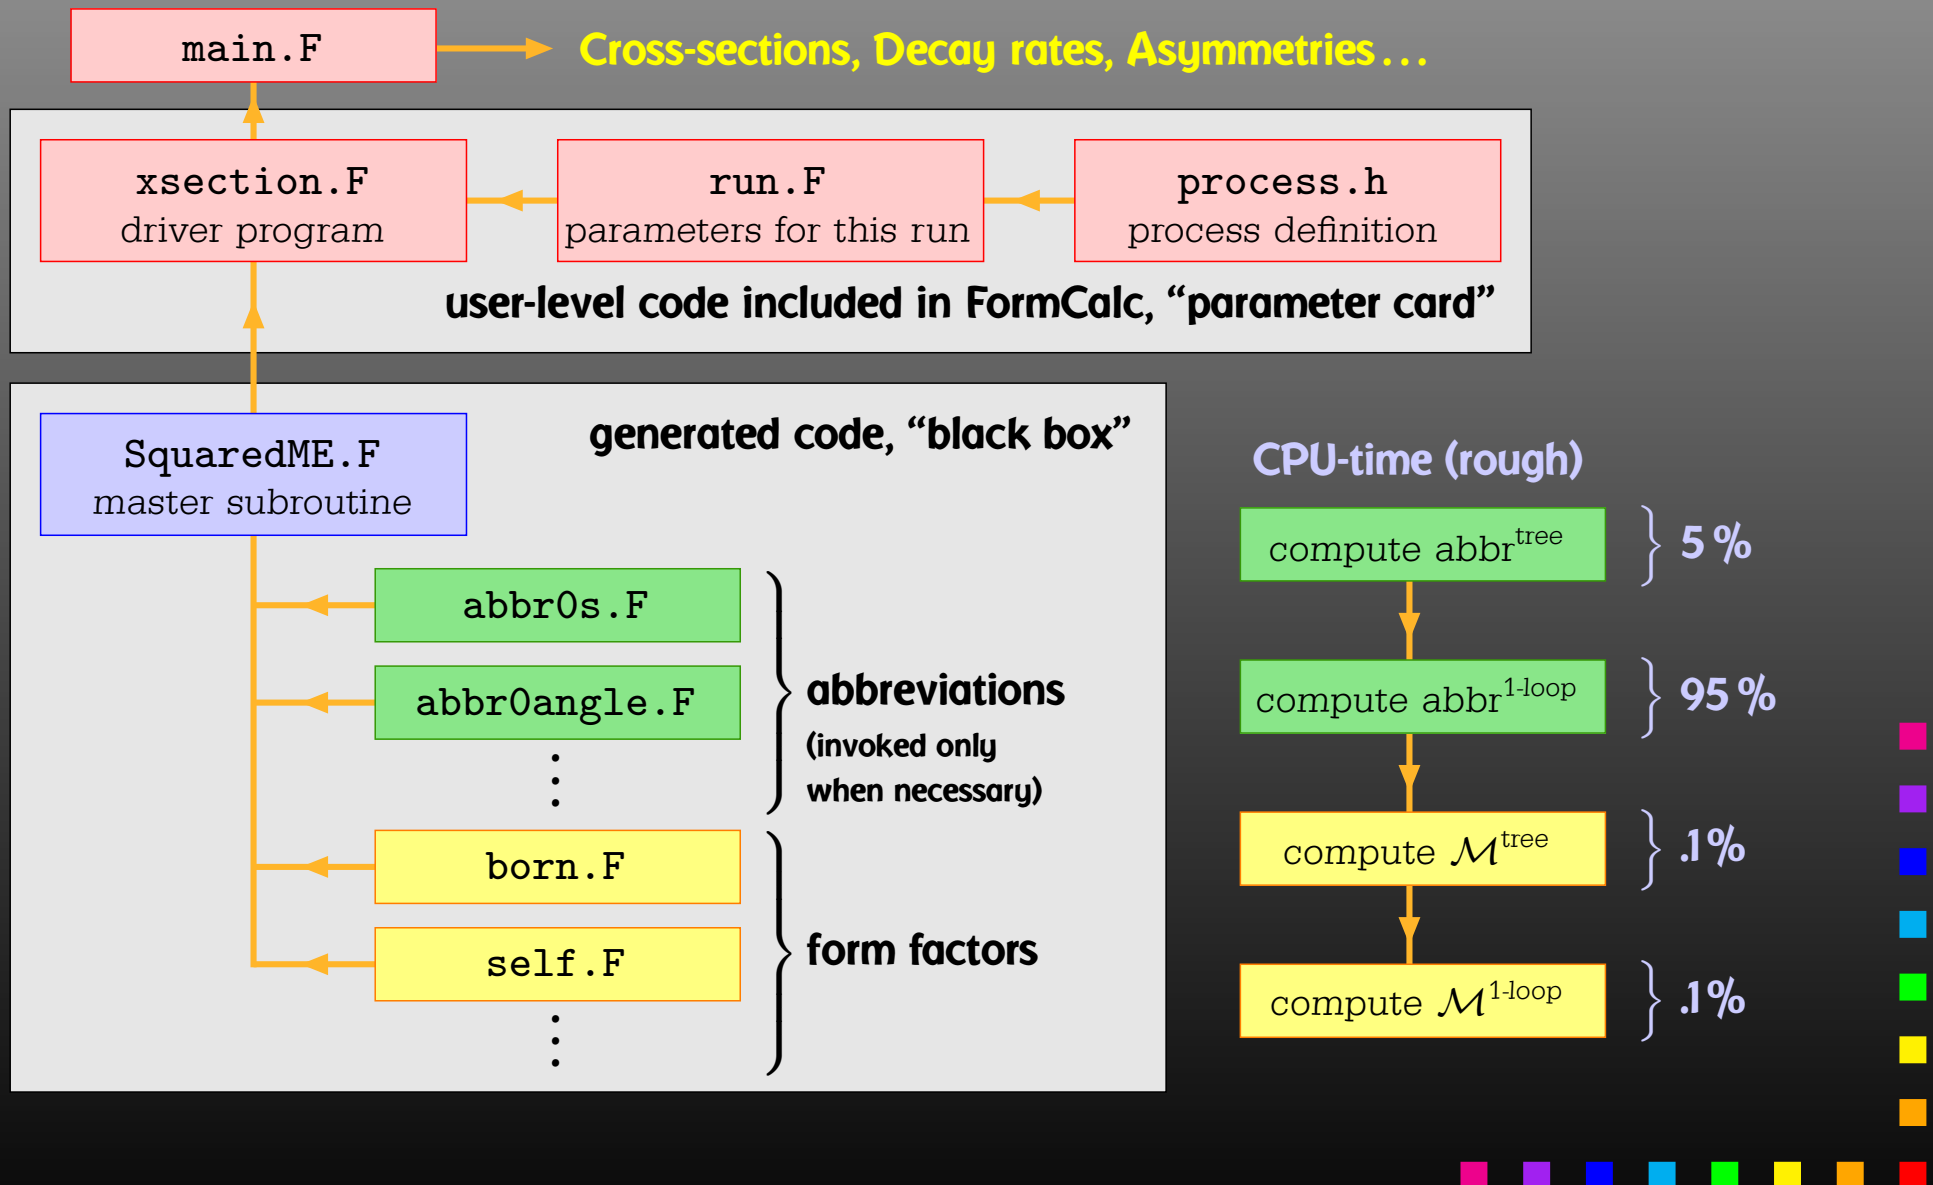 main.F
Cross-sections, Decay rates, Asymmetries...
xsection.F
driver program
run.F
parameters for this run
process.h
process definition
user-level code included in FormCalc, “parameter card”
SquaredME.F
master subroutine
generated code, “black box”
abbr0s.F
abbr0angle.F
⋮
abbreviations
(invoked only
when necessary)
born.F
self.F
⋮
form factors
CPU-time (rough)
compute abbr^tree
5 %
compute abbr^1-loop
95 %
compute ℳ^tree
.1%
compute ℳ^1-loop
.1%